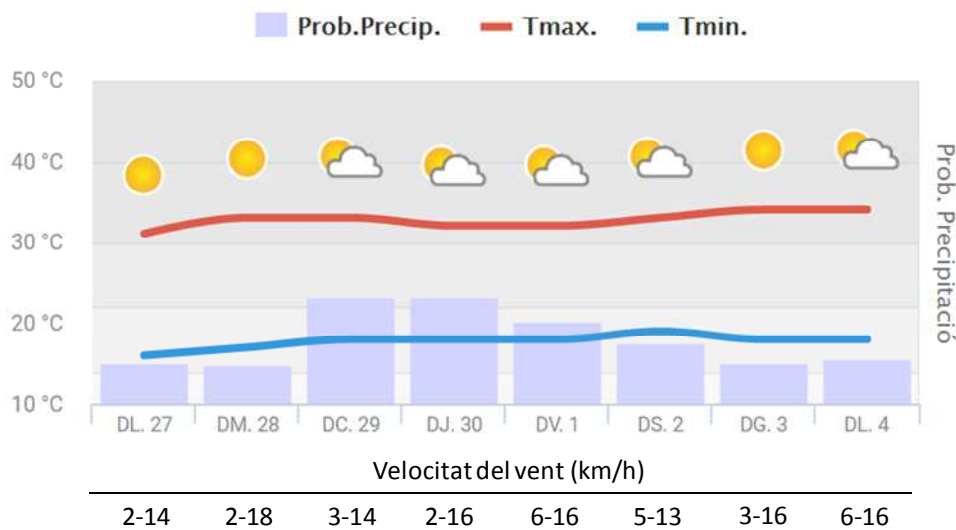 Prob.Precip. Tmax. Tmin.
50 °C
40 °C
30 °C
20 °C
10 °C
Prob. Precipitació
DL. 27 DM. 28 DC. 29 DJ. 30 DV. 1 DS. 2 DG. 3 DL. 4
Velocitat del vent (km/h)
2-14 2-18 3-14 2-16 6-16 5-13 3-16 6-16